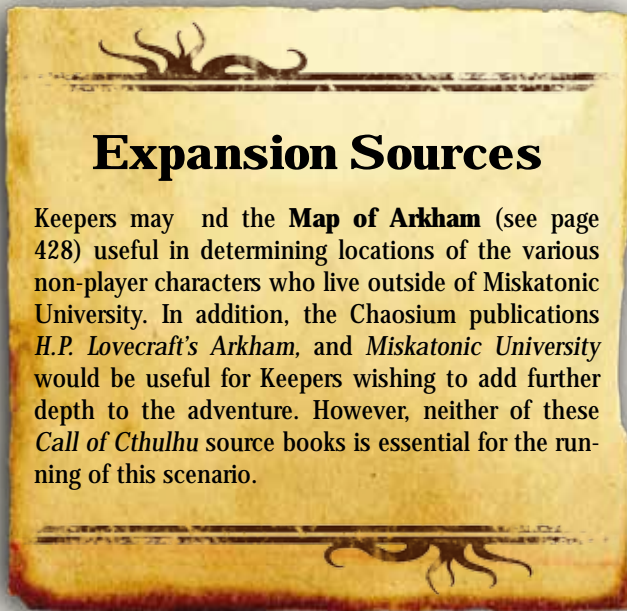 Expansion Sources
Keepers may nd the Map of Arkham (see page
428) useful in determining locations of the various
non-player characters who live outside of Miskatonic
University. In addition, the Chaosium publications
H.P. Lovecraft's Arkham, and Miskatonic University
would be useful for Keepers wishing to add further
depth to the adventure. However, neither of these
Call of Cthulhu source books is essential for the run-
ning of this scenario.